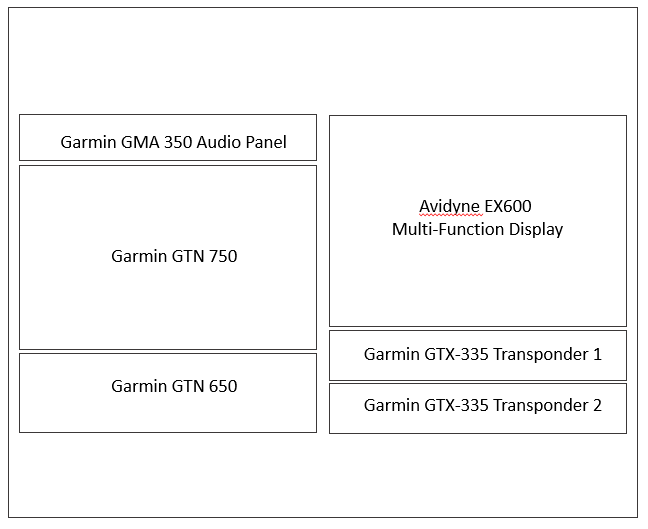 Garmin GMA 350 Audio Panel
Garmin GTN 750
Garmin GTN 650
Avidyne EX600
Multi-Function Display
Garmin GTX-335 Transponder 1
Garmin GTX-335 Transponder 2